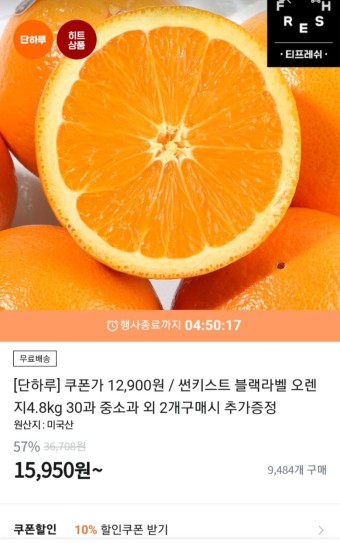 단하루
히트
상품
F R E S H
· 티프레쉬 ·
행사종료까지 04:50:17
무료배송
[단하루] 쿠폰가 12,900원 / 썬키스트 블랙라벨 오렌
지4.8kg 30과 중소과 외 2개구매시 추가증정
원산지 : 미국산
57% 36,708원
15,950원~
9,484개 구매
쿠폰할인 10% 할인쿠폰 받기